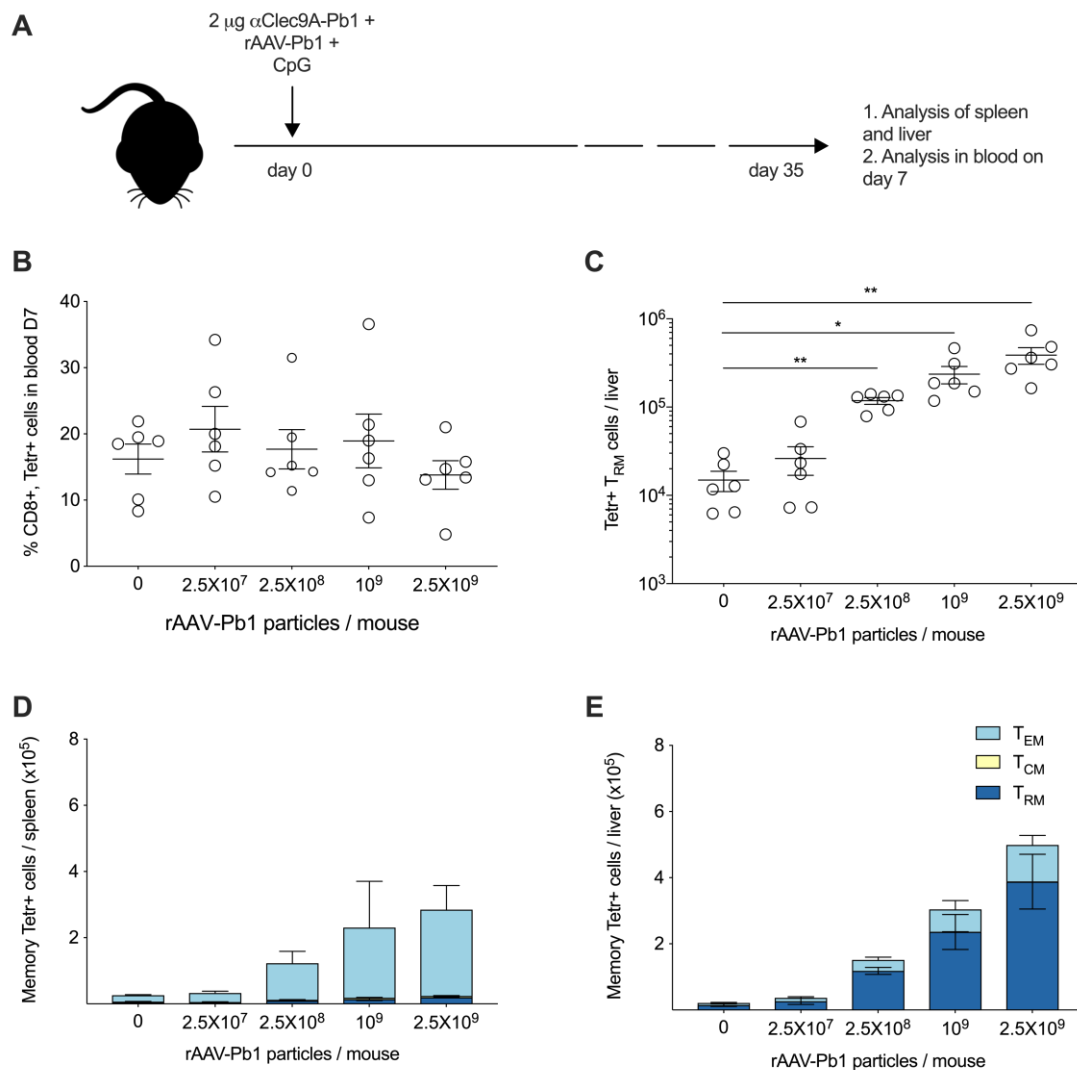 A
2 μg αClec9A-Pb1 +
rAAV-Pb1 +
CpG
day 0
day 35
1. Analysis of spleen
and liver
2. Analysis in blood on
day 7
B
% CD8+, Tetr+ cells in blood D7
40
30
20
10
0
0 2.5X10⁷ 2.5X10⁸ 10⁹ 2.5X10⁹
rAAV-Pb1 particles / mouse
C
Tetr+ T_RM cells / liver
10⁶
10⁵
10⁴
10³
**
*
**
0 2.5X10⁷ 2.5X10⁸ 10⁹ 2.5X10⁹
rAAV-Pb1 particles / mouse
D
Memory Tetr+ cells / spleen (x10⁵)
8
6
4
2
0 2.5X10⁷ 2.5X10⁸ 10⁹ 2.5X10⁹
rAAV-Pb1 particles / mouse
E
Memory Tetr+ cells / liver (x10⁵)
8
6
4
2
T_EM
T_CM
T_RM
0 2.5X10⁷ 2.5X10⁸ 10⁹ 2.5X10⁹
rAAV-Pb1 particles / mouse